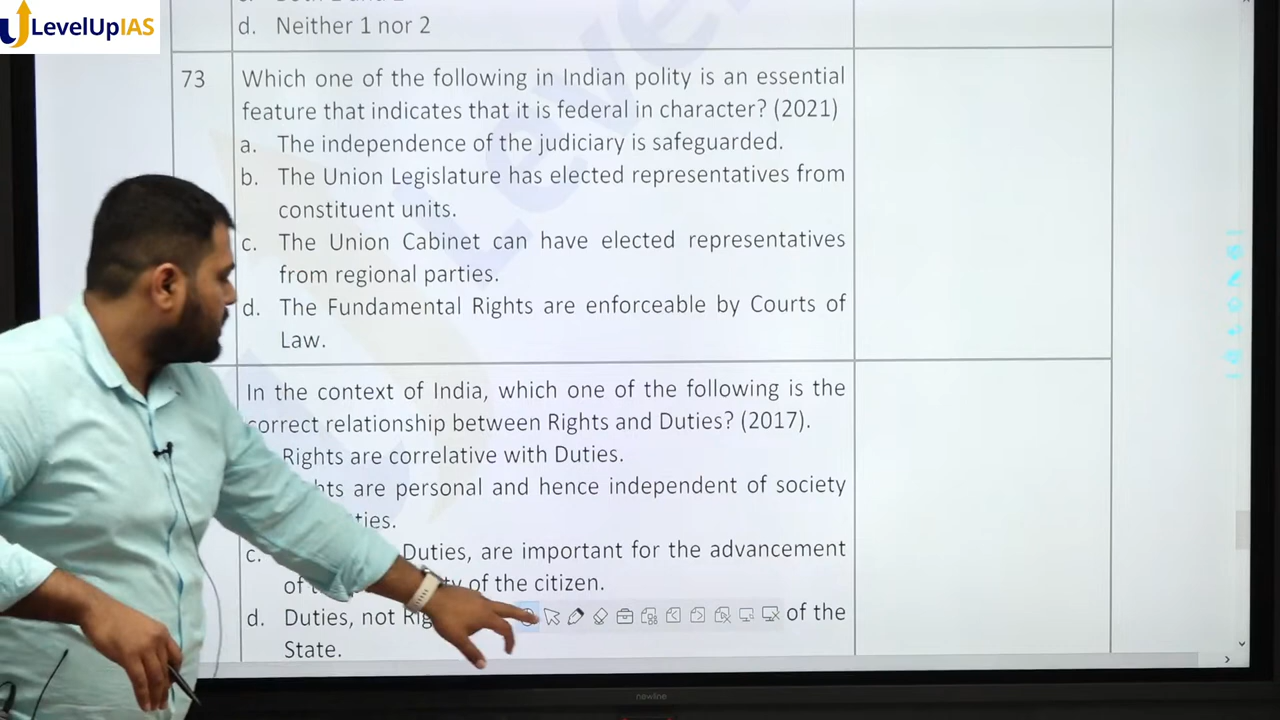 LevelUpIAS
d. Neither 1 nor 2
73
Which one of the following in Indian polity is an essential
feature that indicates that it is federal in character? (2021)
a. The independence of the judiciary is safeguarded.
b. The Union Legislature has elected representatives from
constituent units.
c. The Union Cabinet can have elected representatives
from regional parties.
d. The Fundamental Rights are enforceable by Courts of
Law.
In the context of India, which one of the following is the
correct relationship between Rights and Duties? (2017).
Rights are correlative with Duties.
are personal and hence independent of society
c. Duties, are important for the advancement
of of the citizen.
d. Duties, not of the
State.
newline